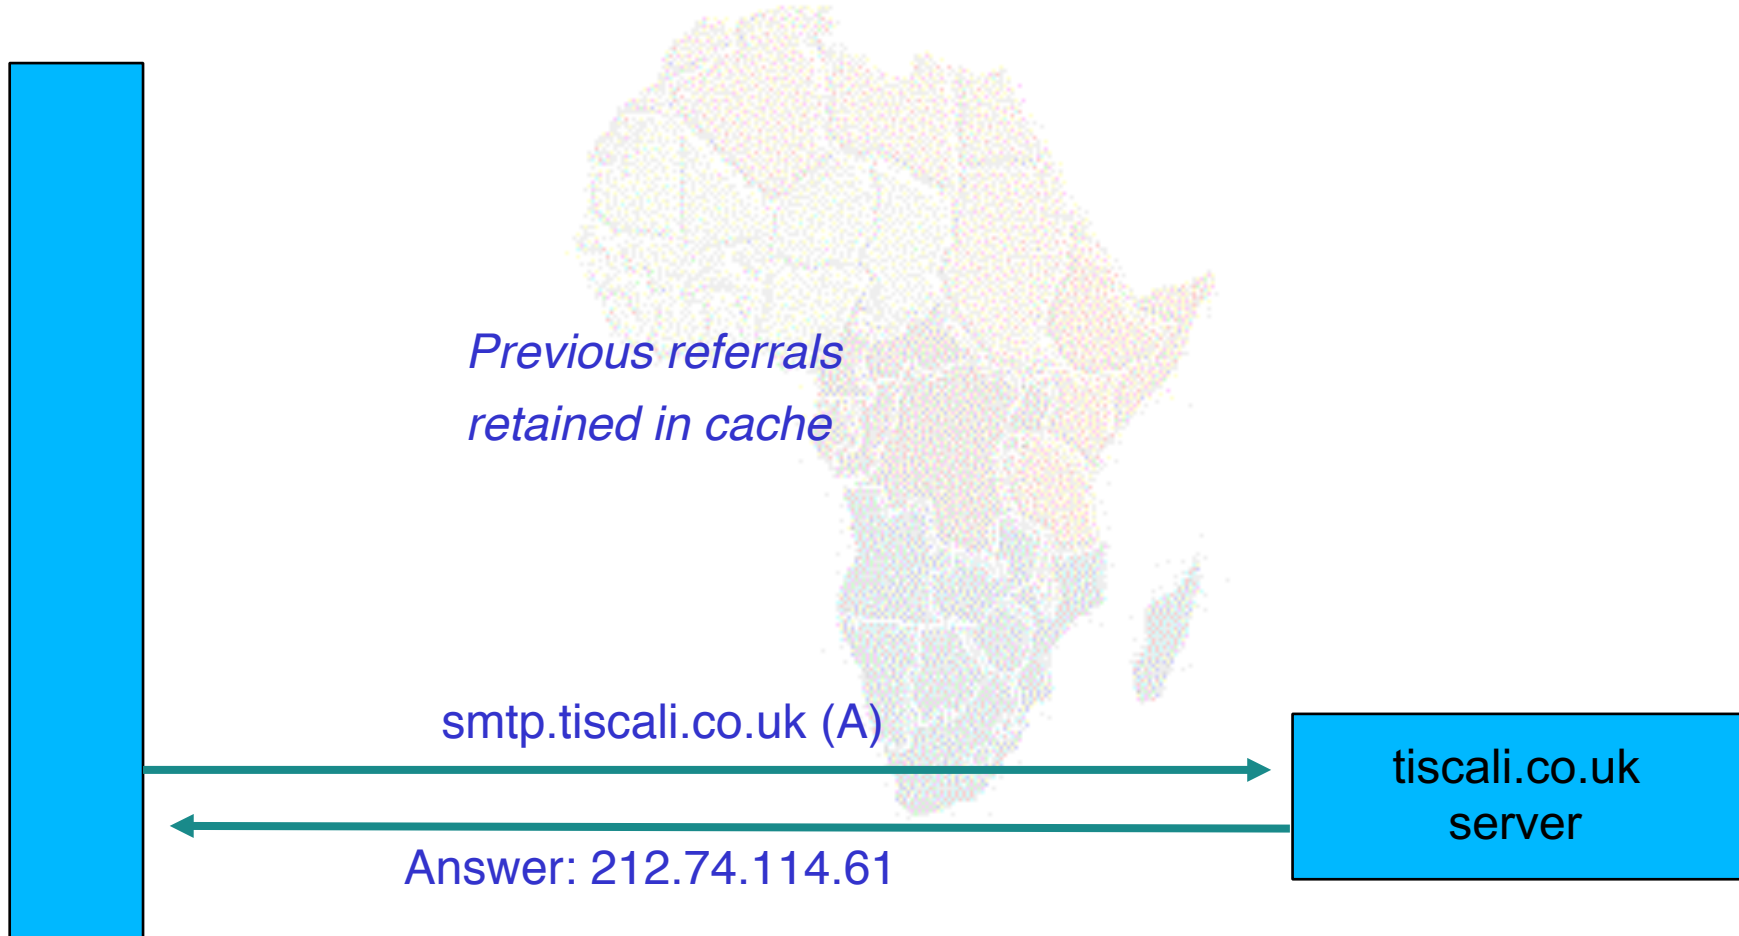 Previous referrals
retained in cache
smtp.tiscali.co.uk (A)
tiscali.co.uk
server
Answer: 212.74.114.61